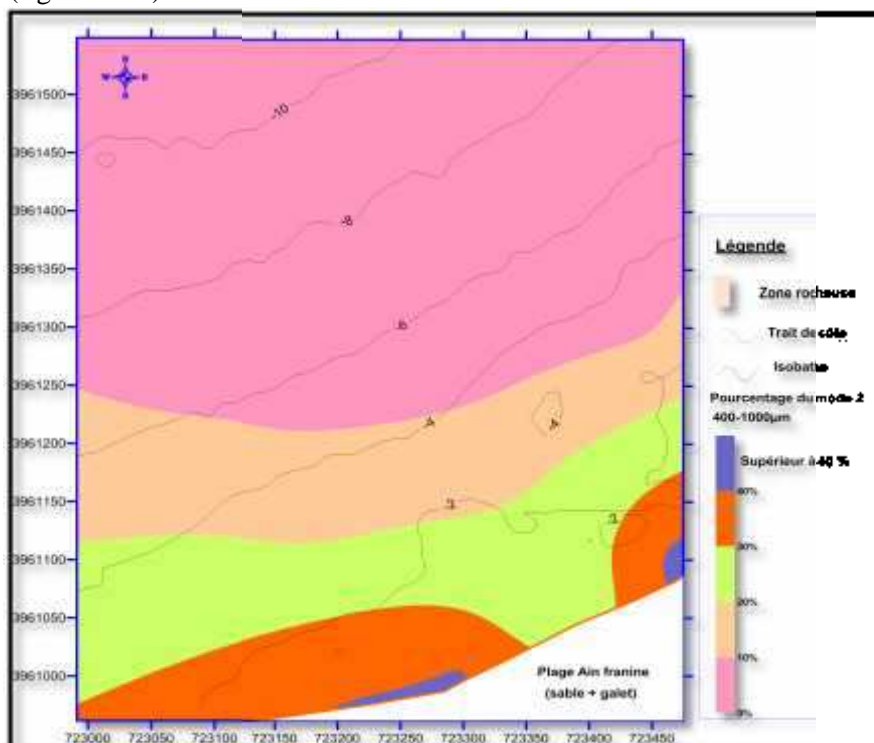 -10
-8
-6
-4
-4
Légende
Zone rocheuse
Trait de côte
Isobathe
Pourcentage du mode 2
400-1000µm
Supérieur à 40 %
40%
30%
20%
10%
0%
Plage Ain franine
(sable + galet)
3961500
3961450
3961400
3961350
3961300
3961250
3961200
3961150
3961100
3961050
3961000
723000 723050 723100 723150 723200 723250 723300 723350 723400 723450